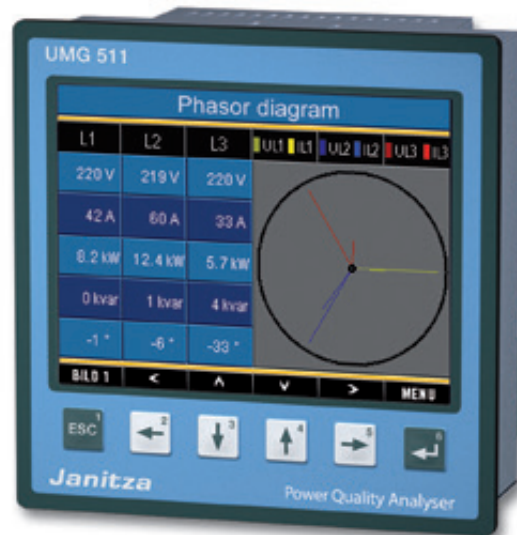 UMG 511
Phasor diagram
L1 L2 L3 UL1 IL1 UL2 IL2 UL3 IL3
220 V 219 V 220 V
42 A 60 A 33 A
8.2 kW 12.4 kW 5.7 kW
0 kvar 1 kvar 4 kvar
-1 ° -6 ° -33 °
BILD 1 < ʌ v > MENU
ESC 1 ← 2 ↓ 3 ↑ 4 → 5 ↵ 6
Janitza Power Quality Analyser